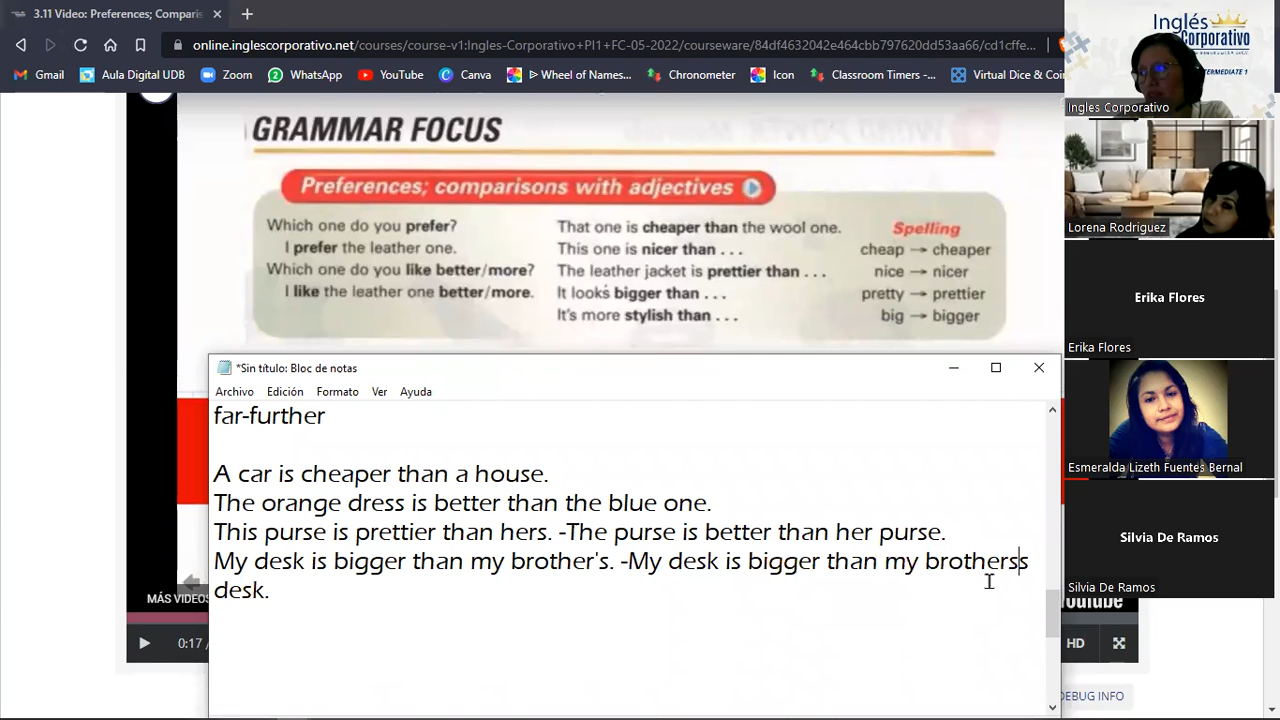 3.11 Video: Preferences; Comparis
online.inglescorporativo.net/courses/course-v1:Ingles-Corporativo+PI1+FC-05-2022/courseware/84df4632042e464cbb797620dd53aa66/cd1cffe...
Gmail
Aula Digital UDB
Zoom
WhatsApp
YouTube
Canva
ᐅ Wheel of Names...
Chronometer
Icon
Classroom Timers -...
Virtual Dice & Coi
GRAMMAR FOCUS
Preferences; comparisons with adjectives
Which one do you prefer?
I prefer the leather one.
Which one do you like better/more?
I like the leather one better/more.
That one is cheaper than the wool one.
This one is nicer than . . .
The leather jacket is prettier than . . .
It looks bigger than . . .
It's more stylish than . . .
Spelling
cheap → cheaper
nice → nicer
pretty → prettier
big → bigger
*Sin título: Bloc de notas
Archivo Edición Formato Ver Ayuda
far-further
A car is cheaper than a house.
The orange dress is better than the blue one.
This purse is prettier than hers. -The purse is better than her purse.
My desk is bigger than my brother's. -My desk is bigger than my brotherss
desk.
MÁS VIDEOS
0:17 /
YouTube
HD
DEBUG INFO
Inglés
Corporativo
INTERMEDIATE 1
Ingles Corporativo
Lorena Rodriguez
Erika Flores
Erika Flores
Esmeralda Lizeth Fuentes Bernal
Silvia De Ramos
Silvia De Ramos